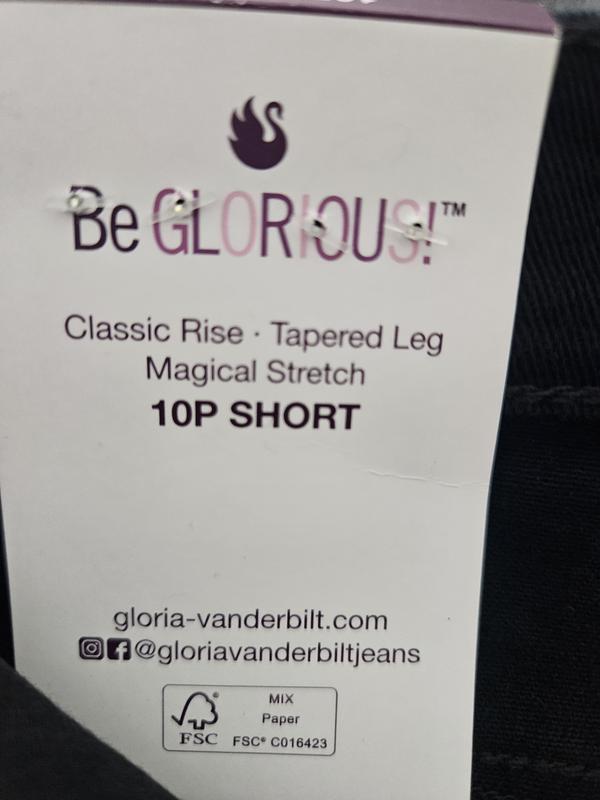 Be GLORIOUS!™
Classic Rise · Tapered Leg
Magical Stretch
10P SHORT
gloria-vanderbilt.com
@gloriavanderbiltjeans
FSC®
MIX
Paper
FSC® C016423